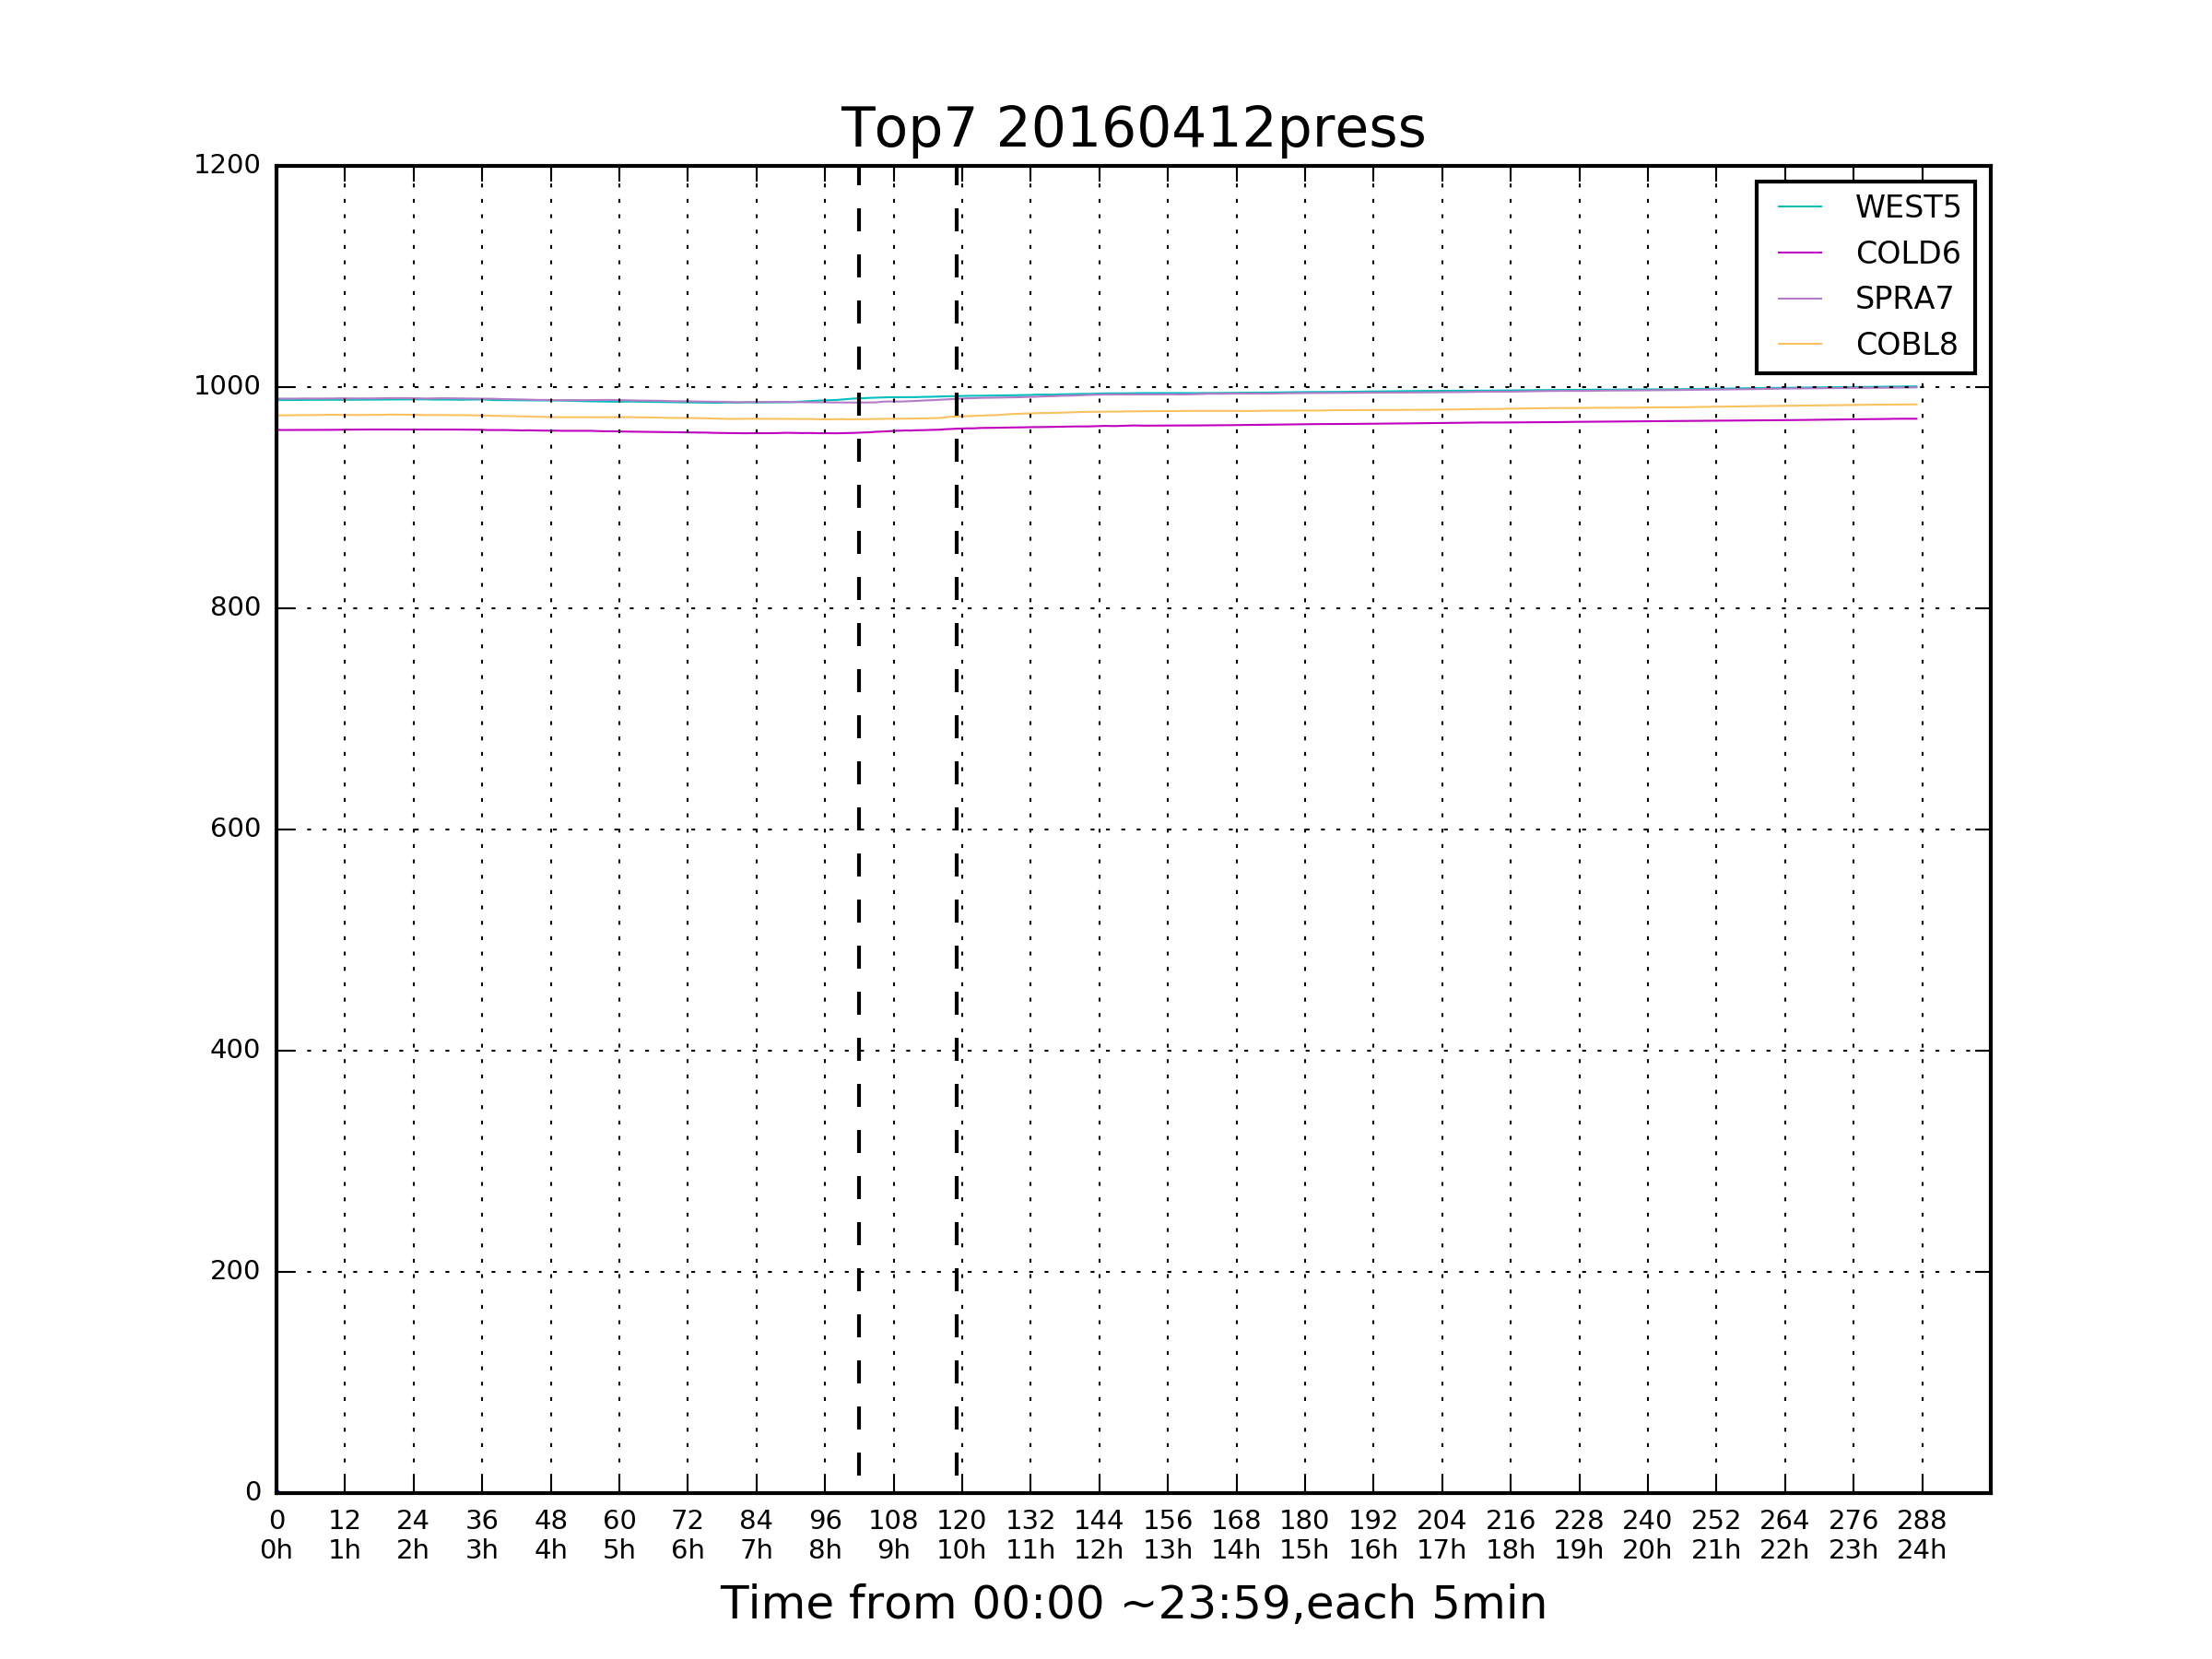 Top7 20160412press
1200
1000
800
600
400
200
0
WEST5
COLD6
SPRA7
COBL8
0 12 24 36 48 60 72 84 96 108 120 132 144 156 168 180 192 204 216 228 240 252 264 276 288
0h 1h 2h 3h 4h 5h 6h 7h 8h 9h 10h 11h 12h 13h 14h 15h 16h 17h 18h 19h 20h 21h 22h 23h 24h
Time from 00:00 ~23:59,each 5min